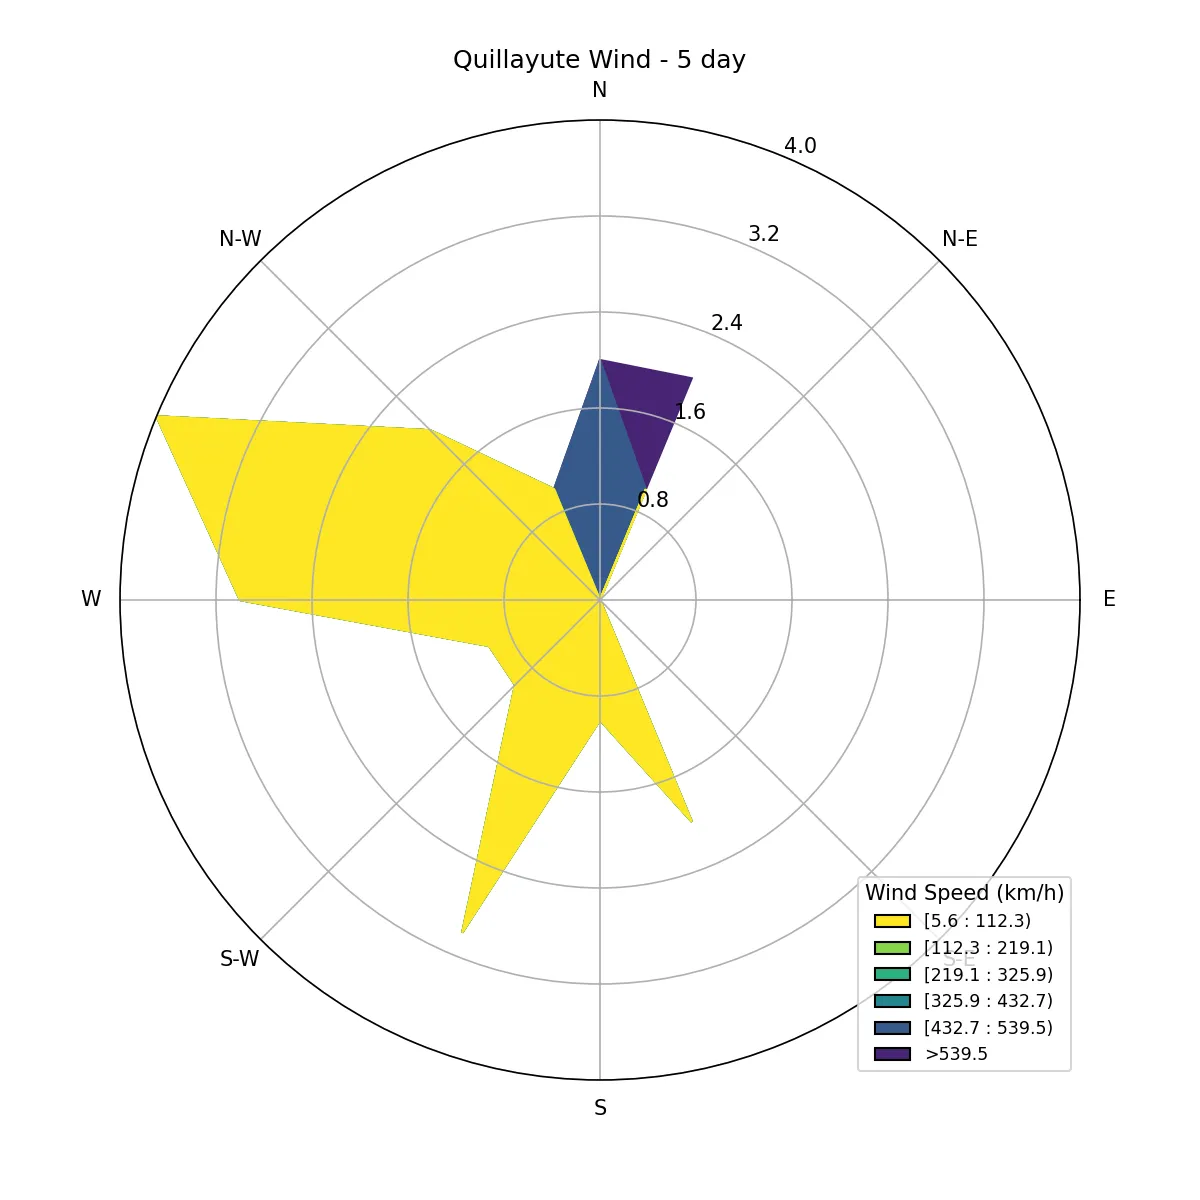 Quillayute Wind - 5 day
N
4.0
N-W
3.2
N-E
2.4
1.6
0.8
W
E
Wind Speed (km/h)
[5.6 : 112.3)
[112.3 : 219.1)
S-W
S-E
[219.1 : 325.9)
[325.9 : 432.7)
[432.7 : 539.5)
>539.5
S